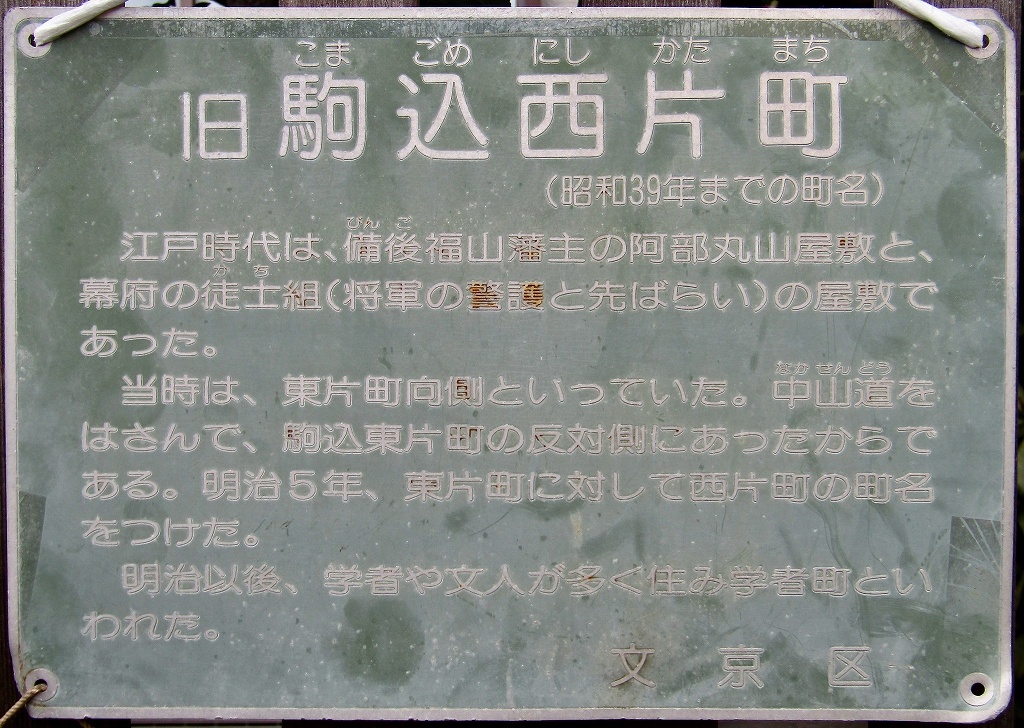 こま ごめ にし かた まち
旧駒込西片町
(昭和39年までの町名)
びん ご
江戸時代は、備後福山藩主の阿部丸山屋敷と、
か ち
幕府の徒士組(将軍の警護と先ばらい)の屋敷で
あった。
なか せん どう
当時は、東片町向側といっていた。中山道を
はさんで、駒込東片町の反対側にあったからで
ある。明治5年、東片町に対して西片町の町名
をつけた。
明治以後、学者や文人が多く住み学者町とい
われた。
文京区